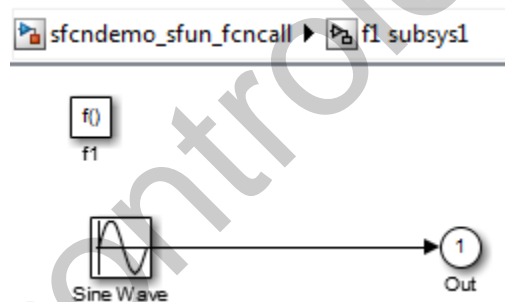 sfcndemo_sfun_fcncall f1 subsys1
f()
f1
1
Out
Sine Wave